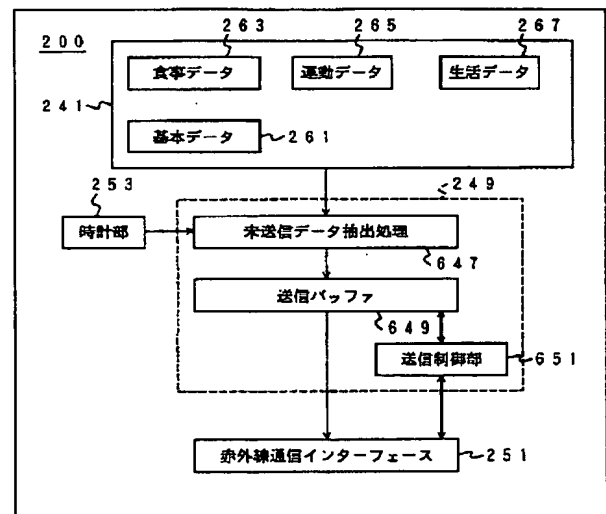 200
263
265
267
食事データ
運動データ
生活データ
241
基本データ
261
253
249
時計部
未送信データ抽出処理
647
送信バッファ
649
送信制御部
651
赤外線通信インターフェース
251